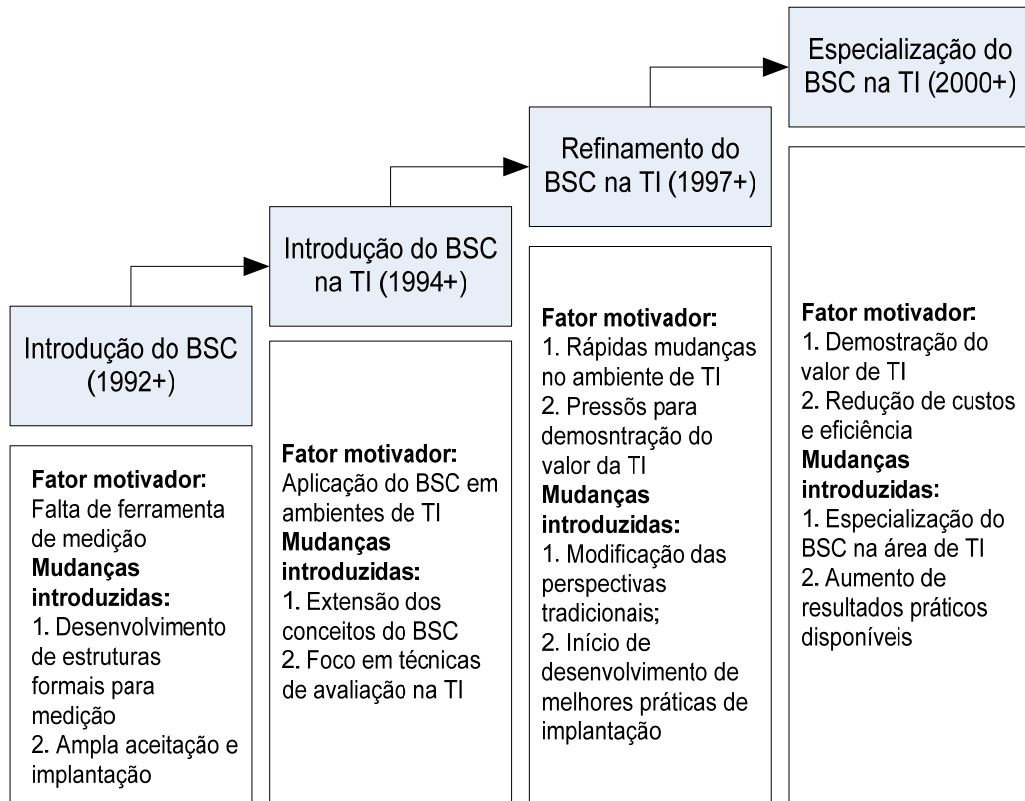 Introdução do BSC
(1992+)
Fator motivador:
Falta de ferramenta
de medição
Mudanças
introduzidas:
1. Desenvolvimento
de estruturas
formais para
medição
2. Ampla aceitação e
implantação
Introdução do BSC
na TI (1994+)
Fator motivador:
Aplicação do BSC em
ambientes de TI
Mudanças
introduzidas:
1. Extensão dos
conceitos do BSC
2. Foco em técnicas
de avaliação na TI
Refinamento do
BSC na TI (1997+)
Fator motivador:
1. Rápidas mudanças
no ambiente de TI
2. Pressõs para
demosntração do
valor da TI
Mudanças
introduzidas:
1. Modificação das
perspectivas
tradicionais;
2. Início de
desenvolvimento de
melhores práticas de
implantação
Especialização do
BSC na TI (2000+)
Fator motivador:
1. Demostração do
valor de TI
2. Redução de custos
e eficiência
Mudanças
introduzidas:
1. Especialização do
BSC na área de TI
2. Aumento de
resultados práticos
disponíveis